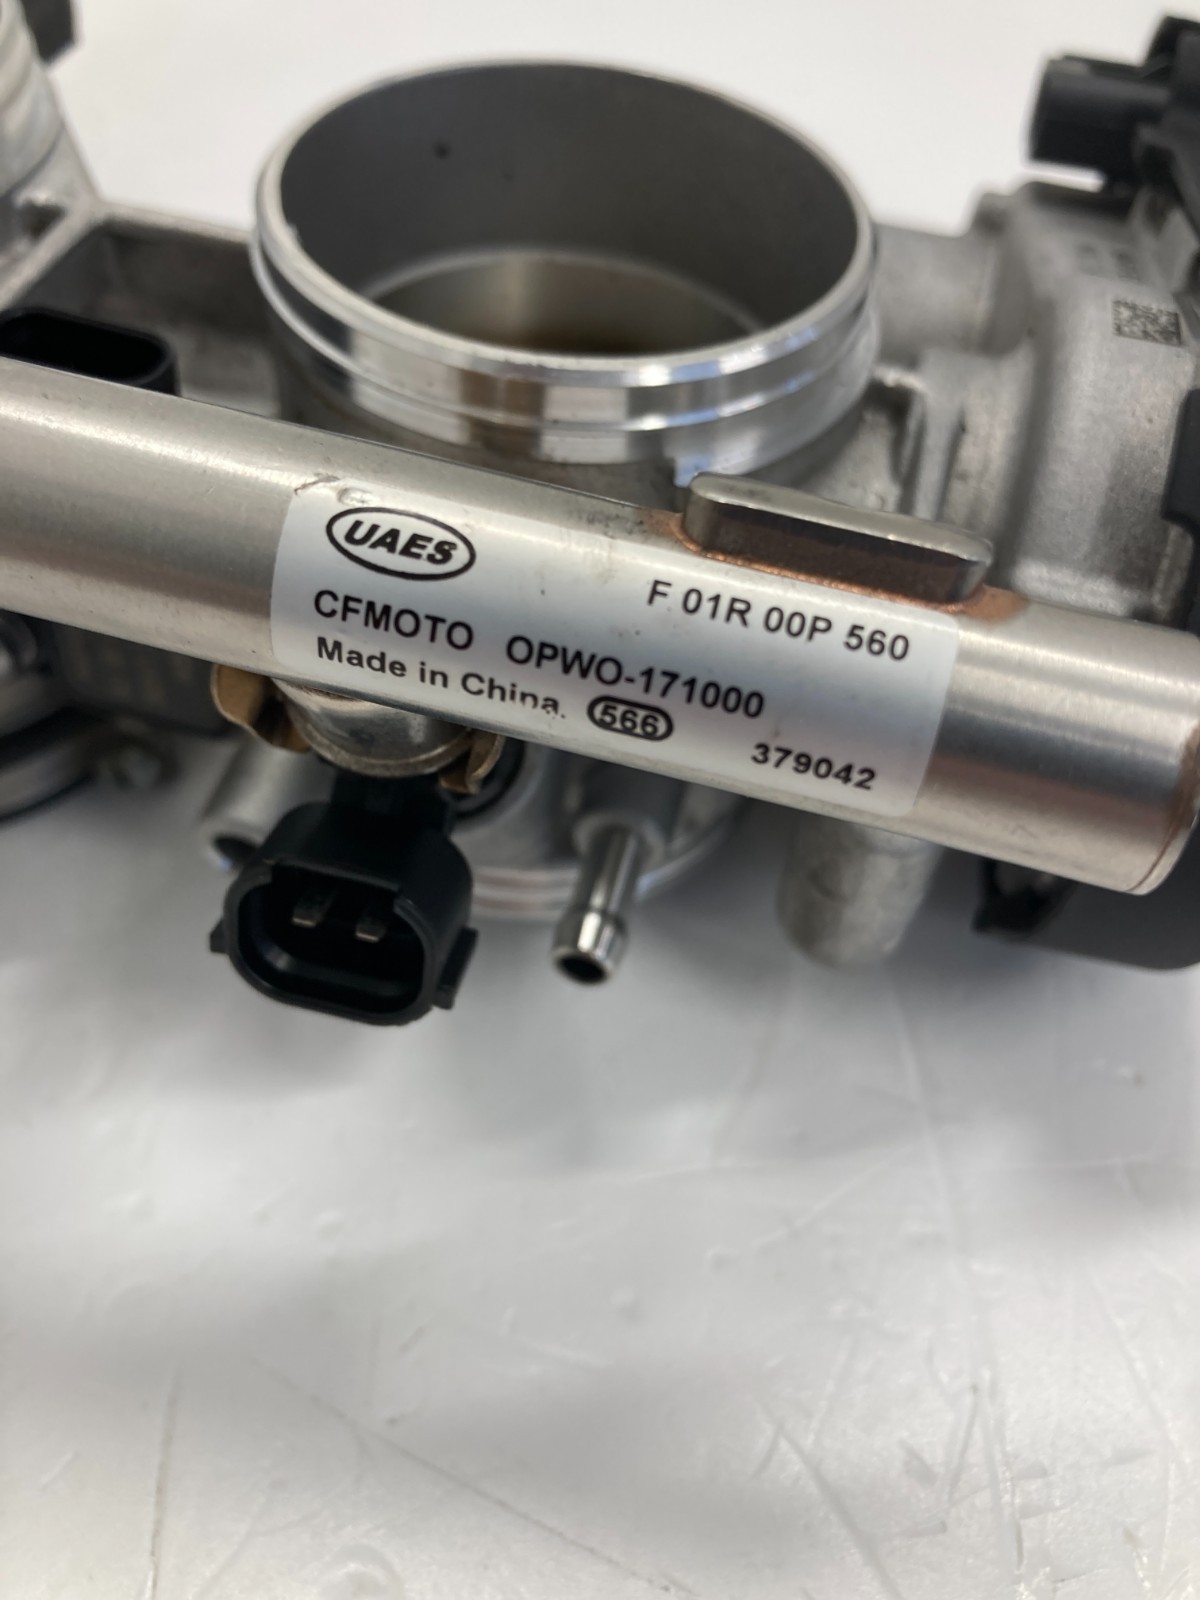 UAES
F 01R 00P 560
CFMOTO OPWO-171000
Made in China. 566
379042